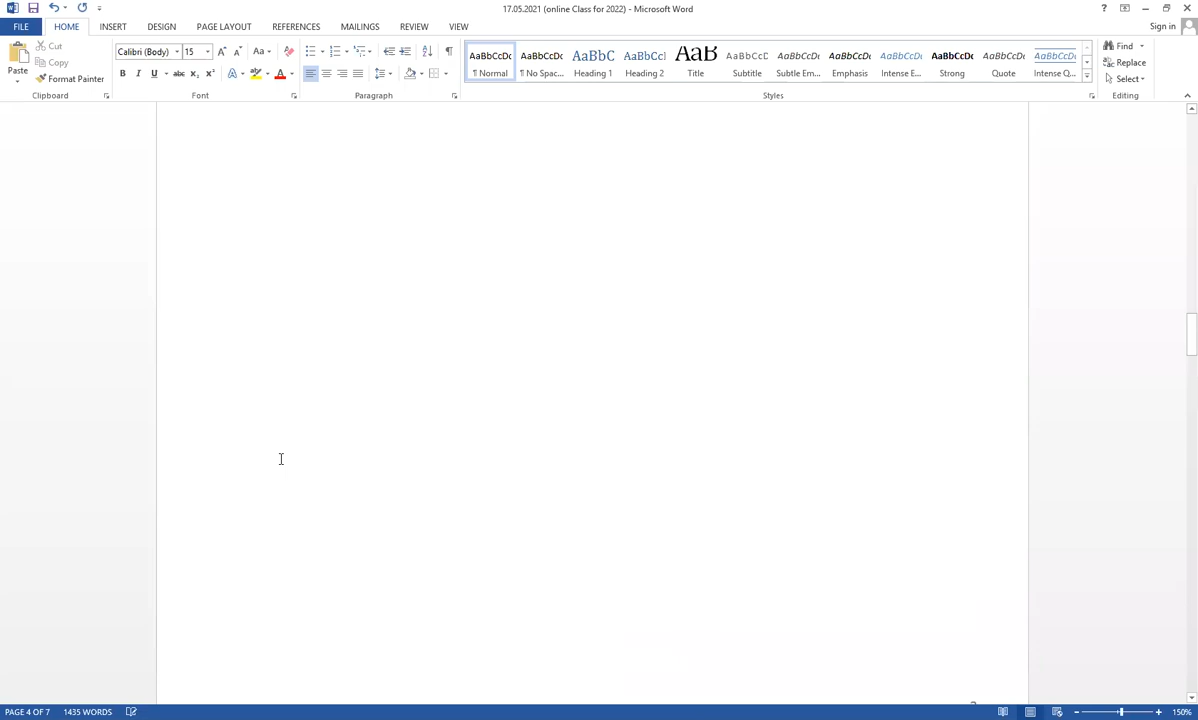 17.05.2021 (online Class for 2022) - Microsoft Word
Sign in
FILE HOME INSERT DESIGN PAGE LAYOUT REFERENCES MAILINGS REVIEW VIEW
Paste
Cut
Copy
Format Painter
Clipboard
Calibri (Body) 15
Font
Paragraph
AaBbCcDc AaBbCcDc AaBbC AaBbCcl AaB AaBbCcC AaBbCcDc AaBbCcDc AaBbCcDc AaBbCcDc AaBbCcDc AaBbCcDc
¶ Normal ¶ No Spac... Heading 1 Heading 2 Title Subtitle Subtle Em... Emphasis Intense E... Strong Quote Intense Q...
Styles
Find
Replace
Select
Editing
PAGE 4 OF 7 1435 WORDS
150%